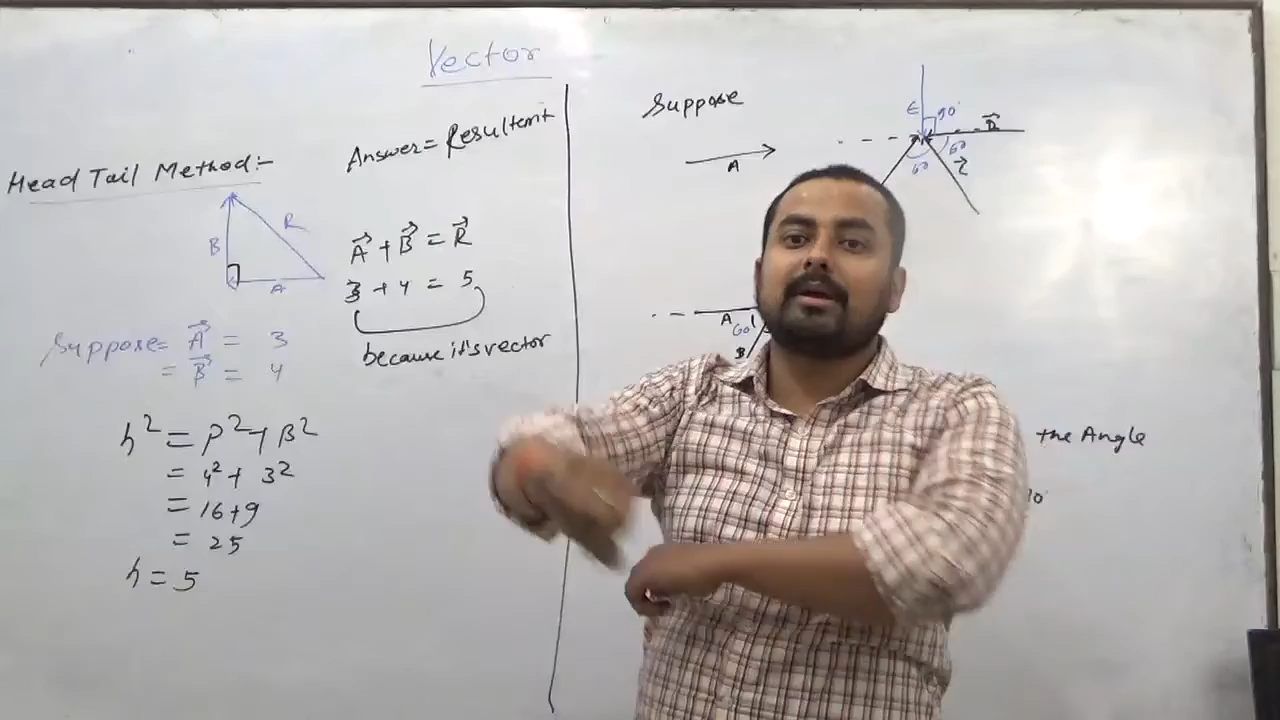 Vector
Head Tail Method:-
Answer = Resultemt
B
R
A
A⃗ + B⃗ = R⃗
3 + 4 = 5
because it's vector
Suppose = A⃗ = 3
= B⃗ = 4
h² = P² + B²
= 4² + 3²
= 16+9
= 25
h = 5
Suppose
A
E
90°
60
60
A
60°
B
the Angle